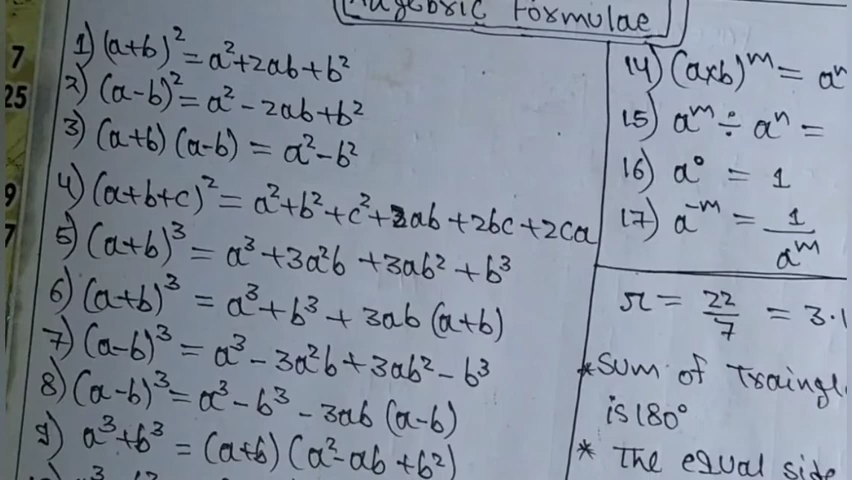 Algebric Formulae
1) (a+b)² = a²+2ab+b²
2) (a-b)² = a² - 2ab+b²
3) (a+b) (a-b) = a²-b²
4) (a+b+c)² = a²+b²+c²+2ab+2bc+2ca
5) (a+b)³ = a³+3a²b +3ab²+b³
6) (a+b)³ = a³+b³+3ab (a+b)
7) (a-b)³ = a³-3a²b+3ab²-b³
8) (a-b)³ = a³-b³-3ab (a-b)
9) a³+b³ = (a+b) (a²-ab+b²)
14) (a×b)ᵐ = aᵐ
15) aᵐ ÷ aⁿ =
16) a⁰ = 1
17) a⁻ᵐ = 1/aᵐ
π = 22/7 = 3.1
*Sum of Traingl
is 180°
* The equal side
7
25
9
7